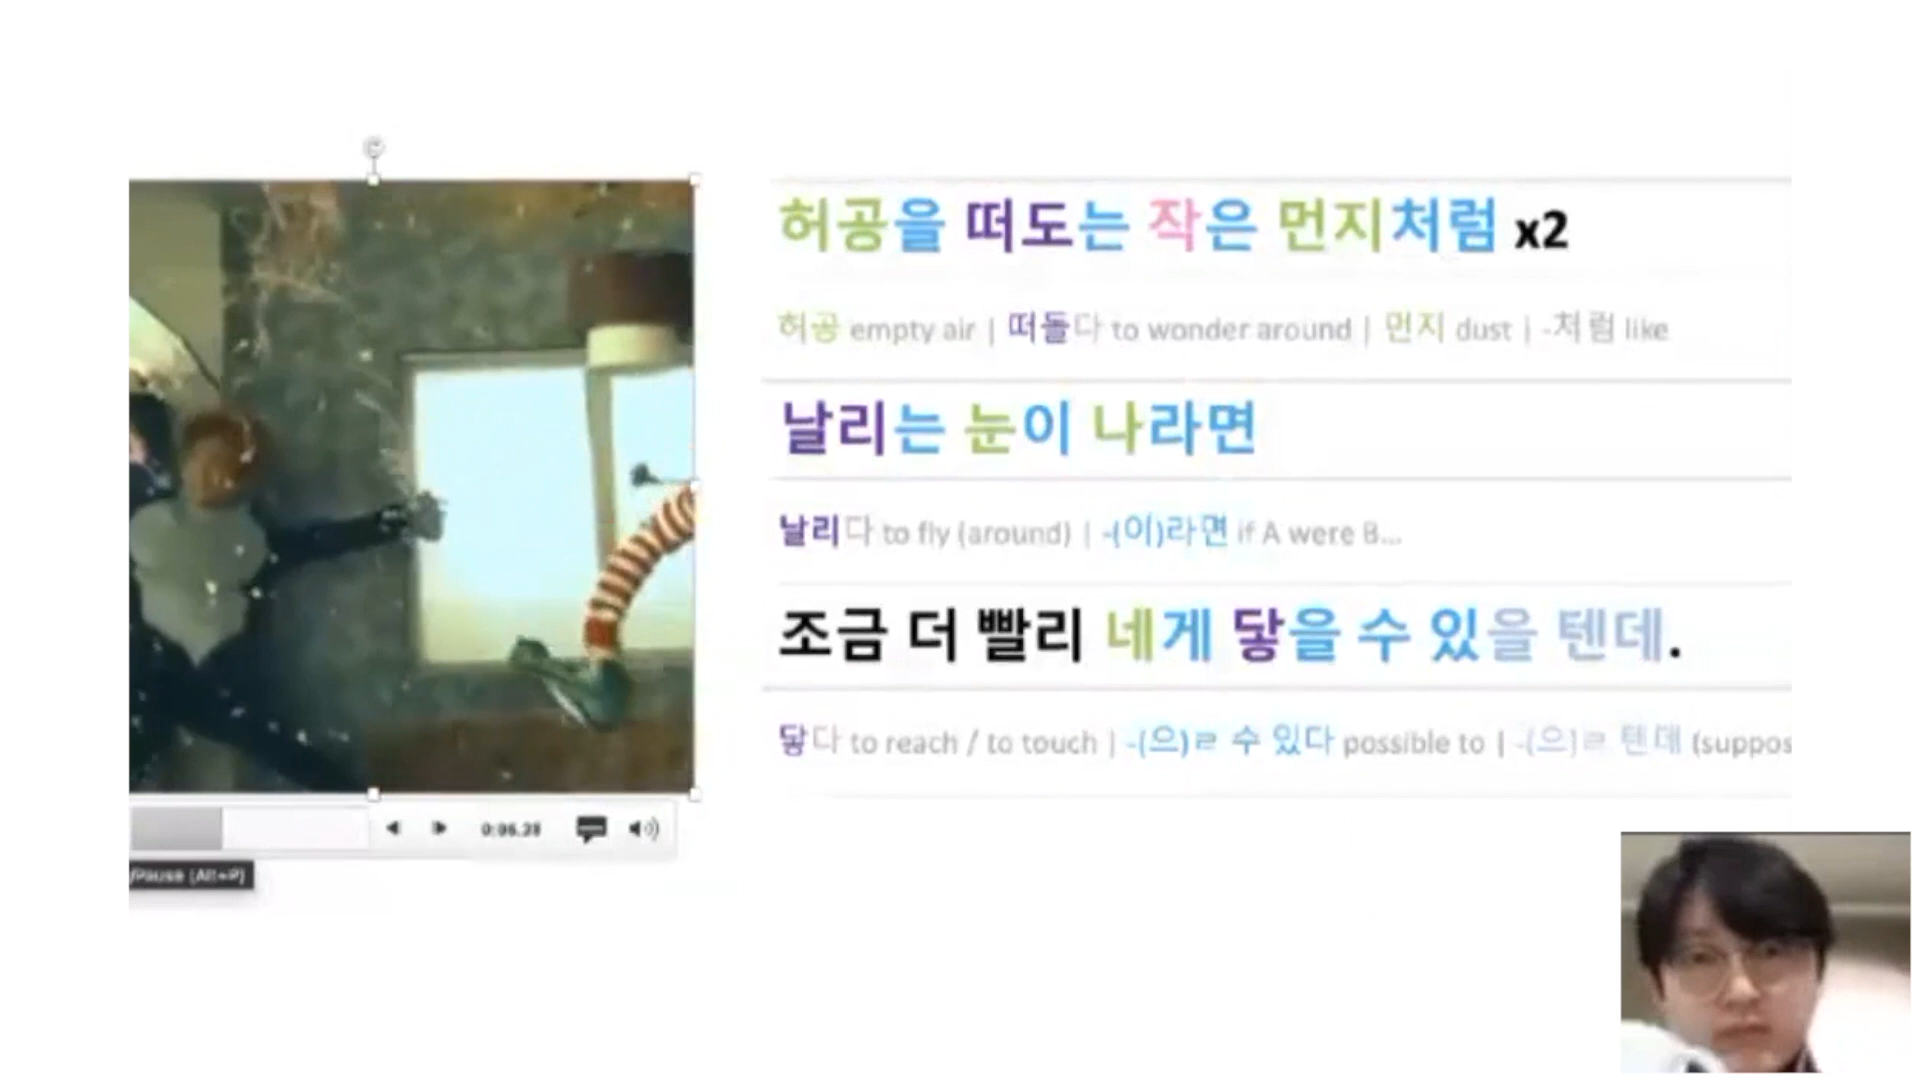 허공을 떠도는 작은 먼지처럼 x2
허공 empty air | 떠돌다 to wonder around | 먼지 dust | -처럼 like
날리는 눈이 나라면
날리다 to fly (around) | -(이)라면 if A were B...
조금 더 빨리 네게 닿을 수 있을 텐데.
닿다 to reach / to touch | -(으)ㄹ 수 있다 possible to | -(으)ㄹ 텐데 (suppos
0:06.28
/Pause (Alt+P)